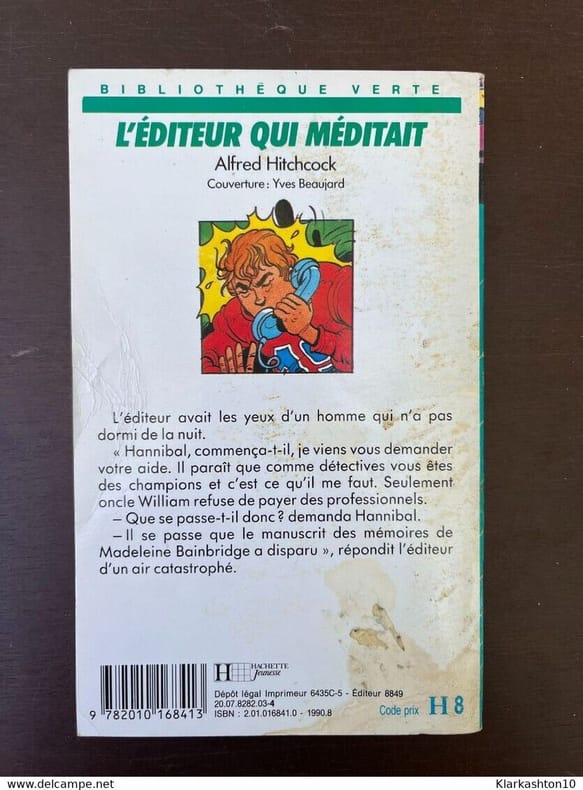 BIBLIOTHÈQUE VERTE
L'ÉDITEUR QUI MÉDITAIT
Alfred Hitchcock
Couverture : Yves Beaujard
L'éditeur avait les yeux d'un homme qui n'a pas
dormi de la nuit.
« Hannibal, commença-t-il, je viens vous demander
votre aide. Il paraît que comme détectives vous êtes
des champions et c'est ce qu'il me faut. Seulement
oncle William refuse de payer des professionnels.
– Que se passe-t-il donc ? demanda Hannibal.
– Il se passe que le manuscrit des mémoires de
Madeleine Bainbridge a disparu », répondit l'éditeur
d'un air catastrophé.
H HACHETTE
Jeunesse
Dépôt légal Imprimeur 6435C-5 - Éditeur 8849
20.07.8282.03-4
ISBN : 2.01.016841.0 - 1990.8
Code prix H 8
9 782010 168413
Klarkashton10